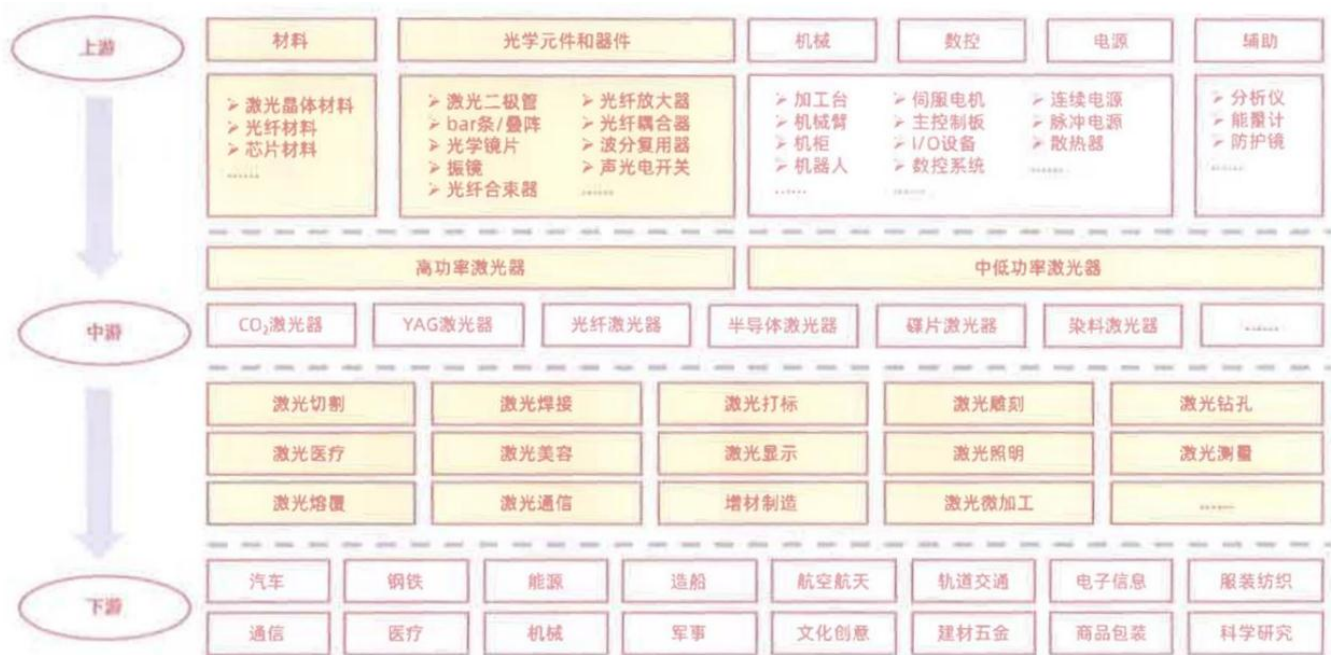 上游
材料
光学元件和器件
机械
数控
电源
辅助
➢ 激光晶体材料
➢ 光纤材料
➢ 芯片材料
……
➢ 激光二极管
➢ bar条/叠阵
➢ 光学镜片
➢ 振镜
➢ 光纤合束器
➢ 光纤放大器
➢ 光纤耦合器
➢ 波分复用器
➢ 声光电开关
……
➢ 加工台
➢ 机械臂
➢ 机柜
➢ 机器人
……
➢ 伺服电机
➢ 主控制板
➢ I/O设备
➢ 数控系统
……
➢ 连续电源
➢ 脉冲电源
➢ 散热器
……
➢ 分析仪
➢ 能量计
➢ 防护镜
……
高功率激光器
中低功率激光器
中游
CO₂激光器
YAG激光器
光纤激光器
半导体激光器
碟片激光器
染料激光器
……
激光切割
激光焊接
激光打标
激光雕刻
激光钻孔
激光医疗
激光美容
激光显示
激光照明
激光测量
激光熔覆
激光通信
增材制造
激光微加工
……
下游
汽车
钢铁
能源
造船
航空航天
轨道交通
电子信息
服装纺织
通信
医疗
机械
军事
文化创意
建材五金
商品包装
科学研究